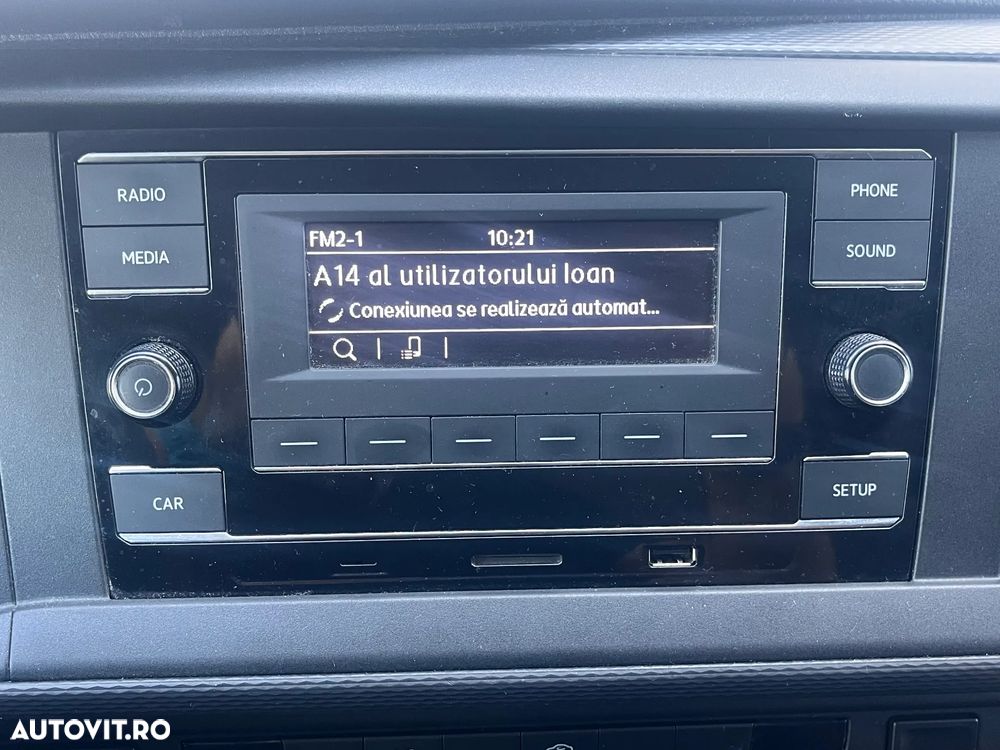 RADIO
MEDIA
PHONE
SOUND
FM2-1 10:21
A14 al utilizatorului Ioan
Conexiunea se realizează automat...
CAR
SETUP
AUTOVIT.RO